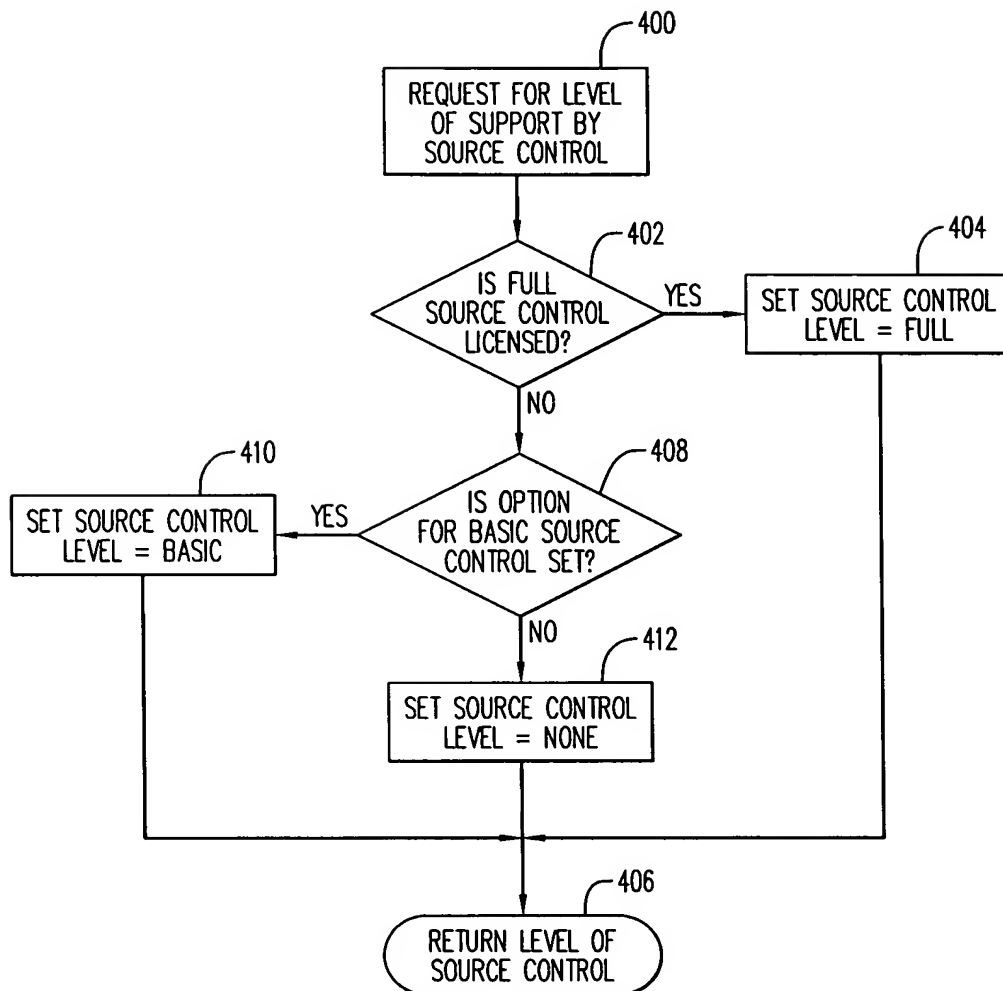 400
REQUEST FOR LEVEL
OF SUPPORT BY
SOURCE CONTROL
402
IS FULL
SOURCE CONTROL
LICENSED?
YES
404
SET SOURCE CONTROL
LEVEL = FULL
NO
408
IS OPTION
FOR BASIC SOURCE
CONTROL SET?
YES
410
SET SOURCE CONTROL
LEVEL = BASIC
NO
412
SET SOURCE CONTROL
LEVEL = NONE
406
RETURN LEVEL OF
SOURCE CONTROL